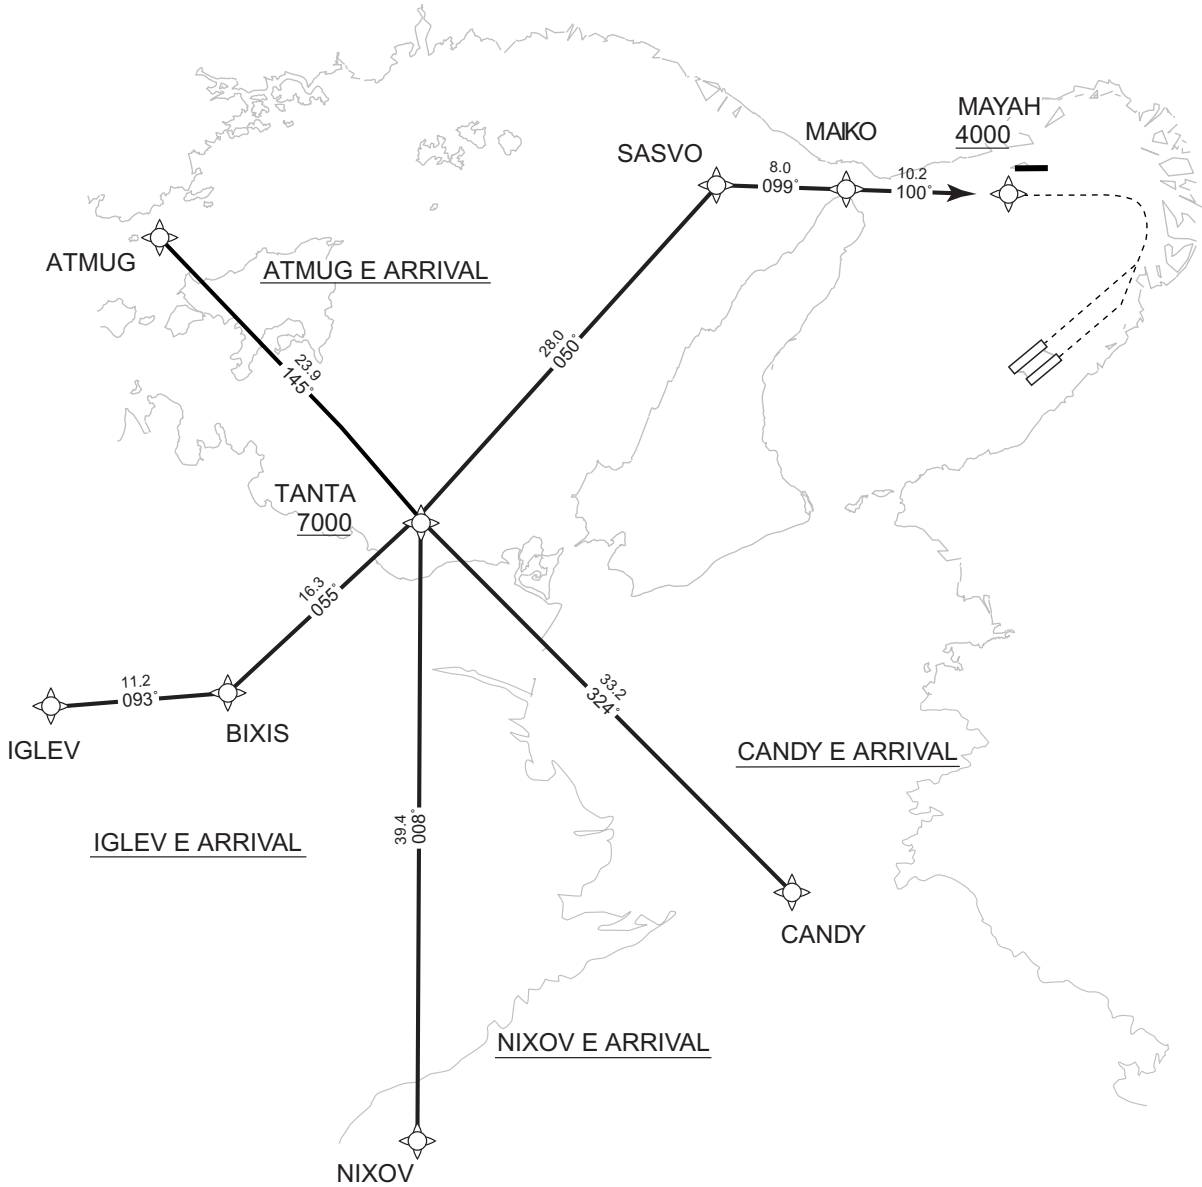 MAYAH
4000
MAIKO
SASVO
8.0
099°
10.2
100°
ATMUG
ATMUG E ARRIVAL
28.0
050°
23.9
145°
TANTA
7000
16.3
055°
11.2
093°
IGLEV
BIXIS
33.2
324°
CANDY E ARRIVAL
39.4
008°
IGLEV E ARRIVAL
CANDY
NIXOV E ARRIVAL
NIXOV